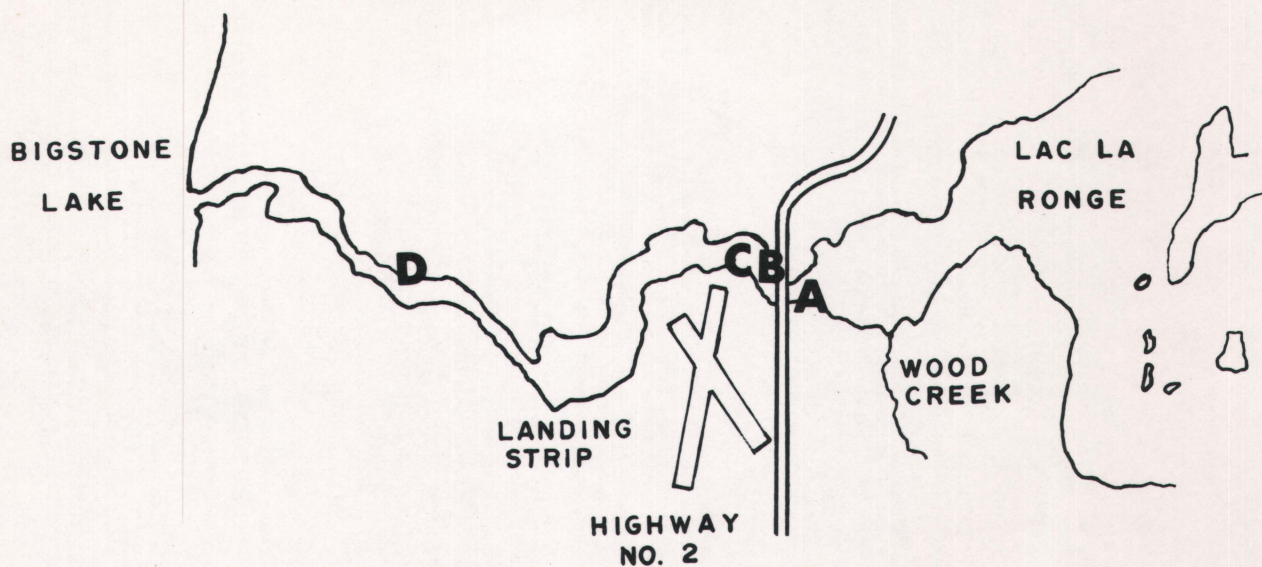 BIGSTONE
LAKE
LAC LA
RONGE
D
C
B
A
WOOD
CREEK
LANDING
STRIP
HIGHWAY
NO. 2